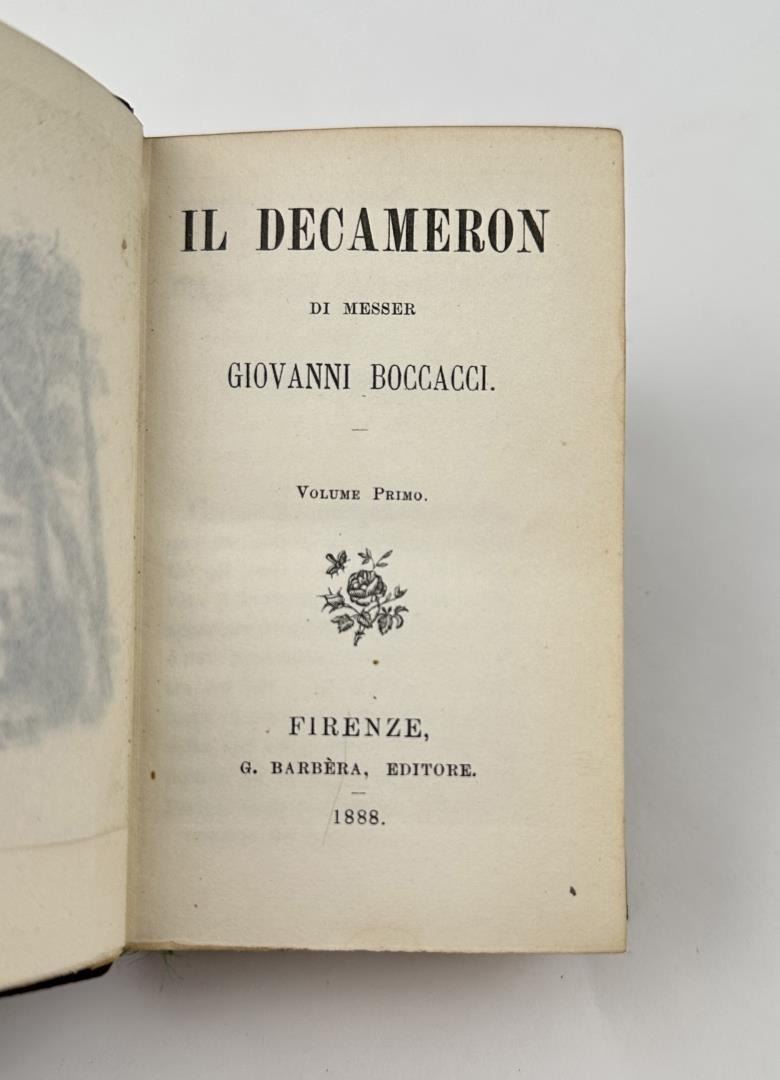 IL DECAMERON
DI MESSER
GIOVANNI BOCCACCI.
VOLUME PRIMO.
FIRENZE,
G. BARBÈRA, EDITORE.
1888.